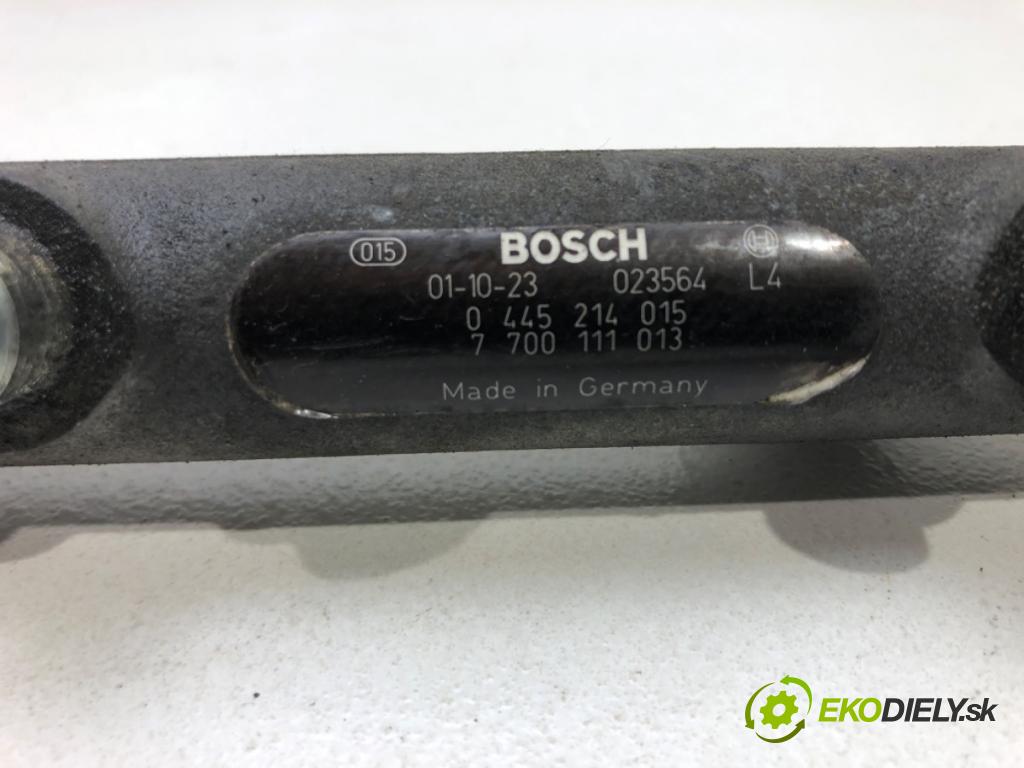 015 BOSCH
01-10-23 023564 L4
0 445 214 015
7 700 111 013
Made in Germany
EKODIELY.sk